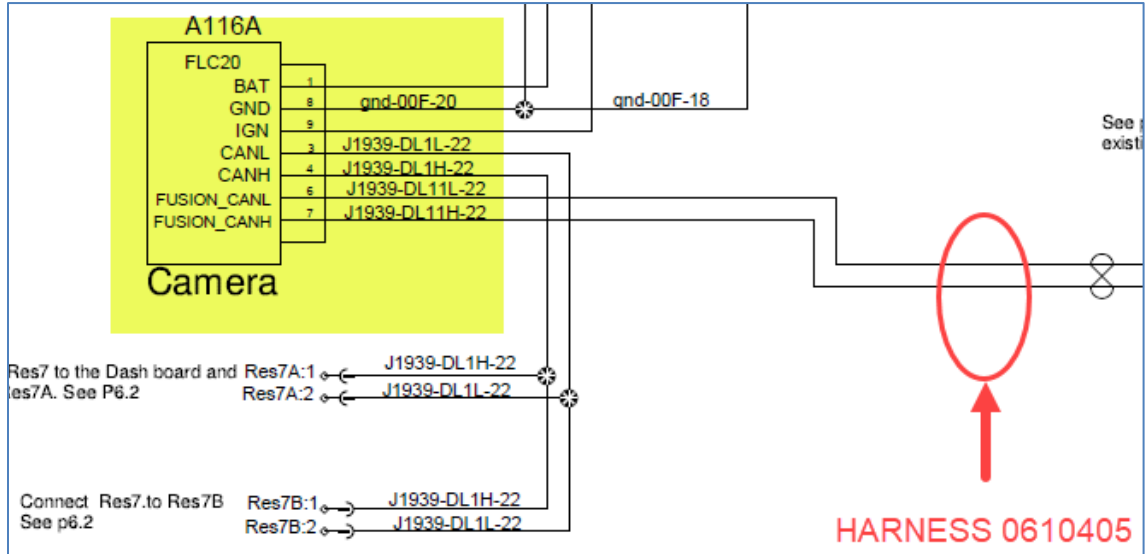 A116A
FLC20
BAT 1
GND 8 gnd-00F-20 gnd-00F-18
IGN 9
CANL 3 J1939-DL1L-22
CANH 4 J1939-DL1H-22
FUSION_CANL 6 J1939-DL11L-22
FUSION_CANH 7 J1939-DL11H-22
Camera
See
existi
Res7 to the Dash board and Res7A:1 J1939-DL1H-22
es7A. See P6.2 Res7A:2 J1939-DL1L-22
Connect Res7.to Res7B Res7B:1 J1939-DL1H-22
See p6.2 Res7B:2 J1939-DL1L-22
HARNESS 0610405